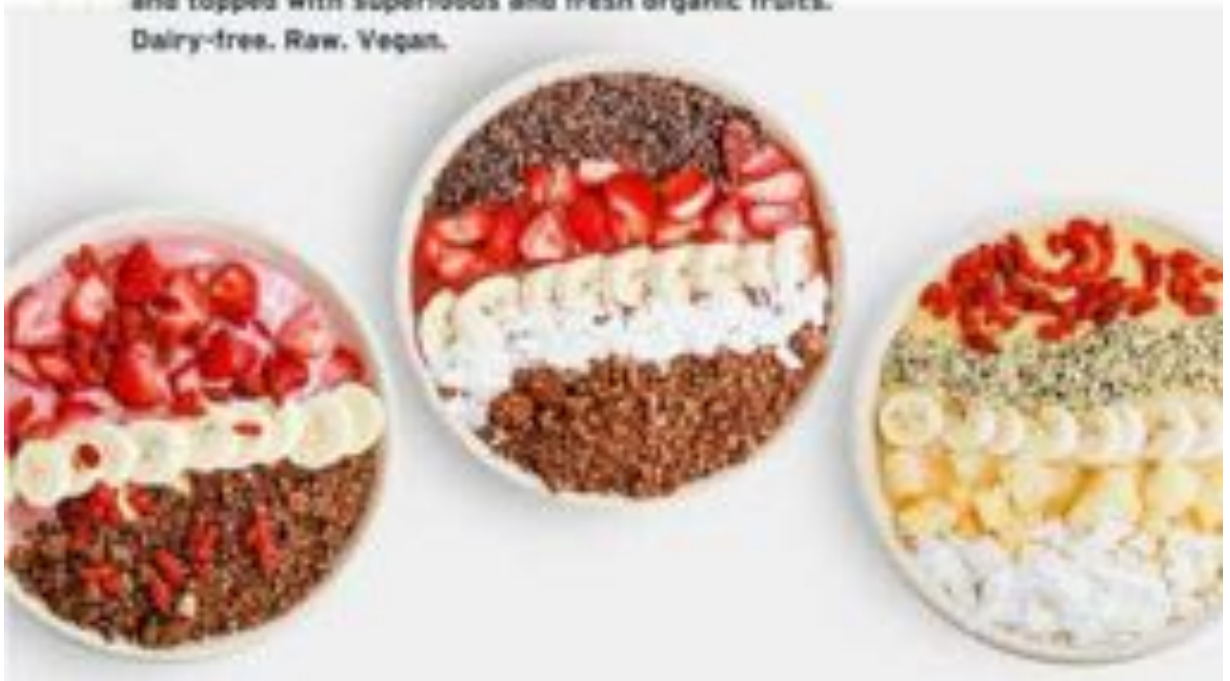 and topped with superfoods and fresh organic fruits.
Dairy-free. Raw. Vegan.